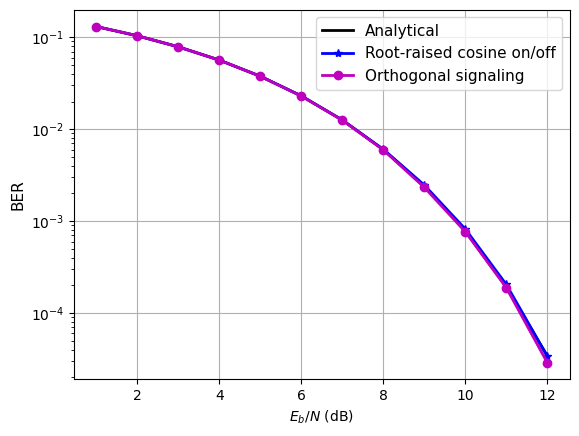 Analytical
Root-raised cosine on/off
Orthogonal signaling
BER
10⁻¹
10⁻²
10⁻³
10⁻⁴
2 4 6 8 10 12
E_b/N (dB)